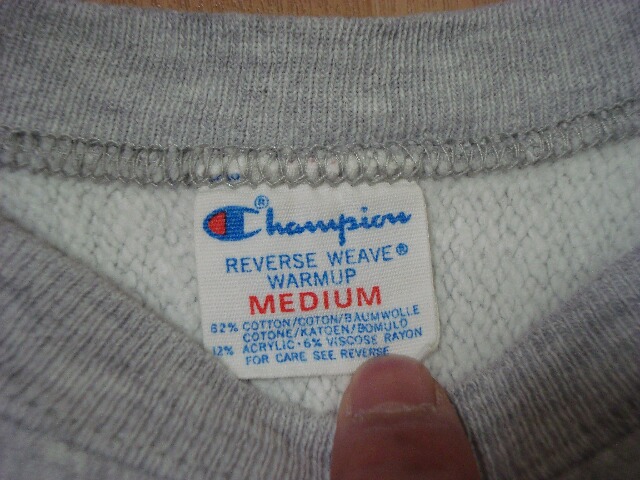 Champion®
REVERSE WEAVE®
WARMUP
MEDIUM
82% COTTON/COTON/BAUMWOLLE
COTONE/KATOEN/BOMULD
12% ACRYLIC・6% VISCOSE RAYON
FOR CARE SEE REVERSE